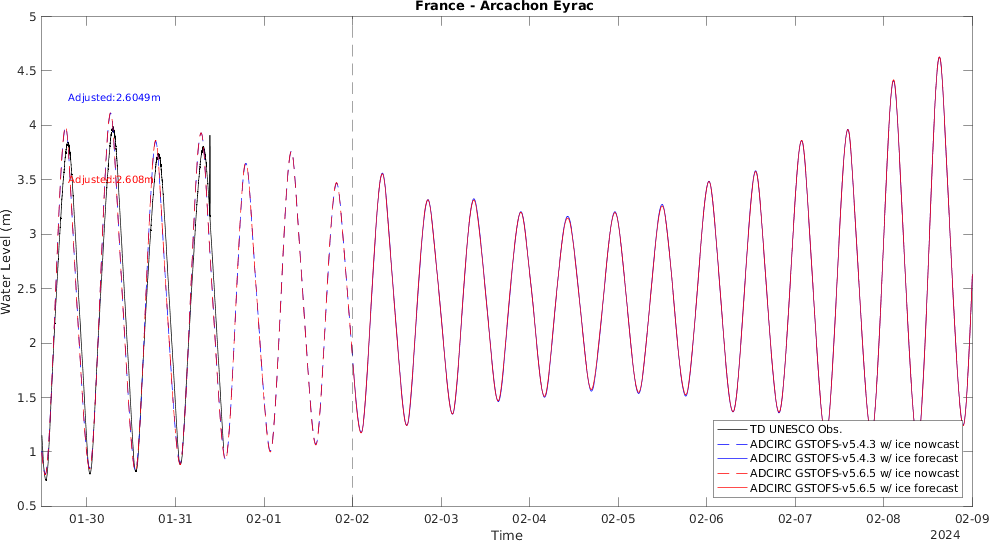 France - Arcachon Eyrac
5
4.5
4
3.5
3
2.5
2
1.5
1
0.5
Water Level (m)
Adjusted:2.6049m
Adjusted:2.608m
TD UNESCO Obs.
ADCIRC GSTOFS-v5.4.3 w/ ice nowcast
ADCIRC GSTOFS-v5.4.3 w/ ice forecast
ADCIRC GSTOFS-v5.6.5 w/ ice nowcast
ADCIRC GSTOFS-v5.6.5 w/ ice forecast
01-30 01-31 02-01 02-02 02-03 02-04 02-05 02-06 02-07 02-08 02-09
Time
2024